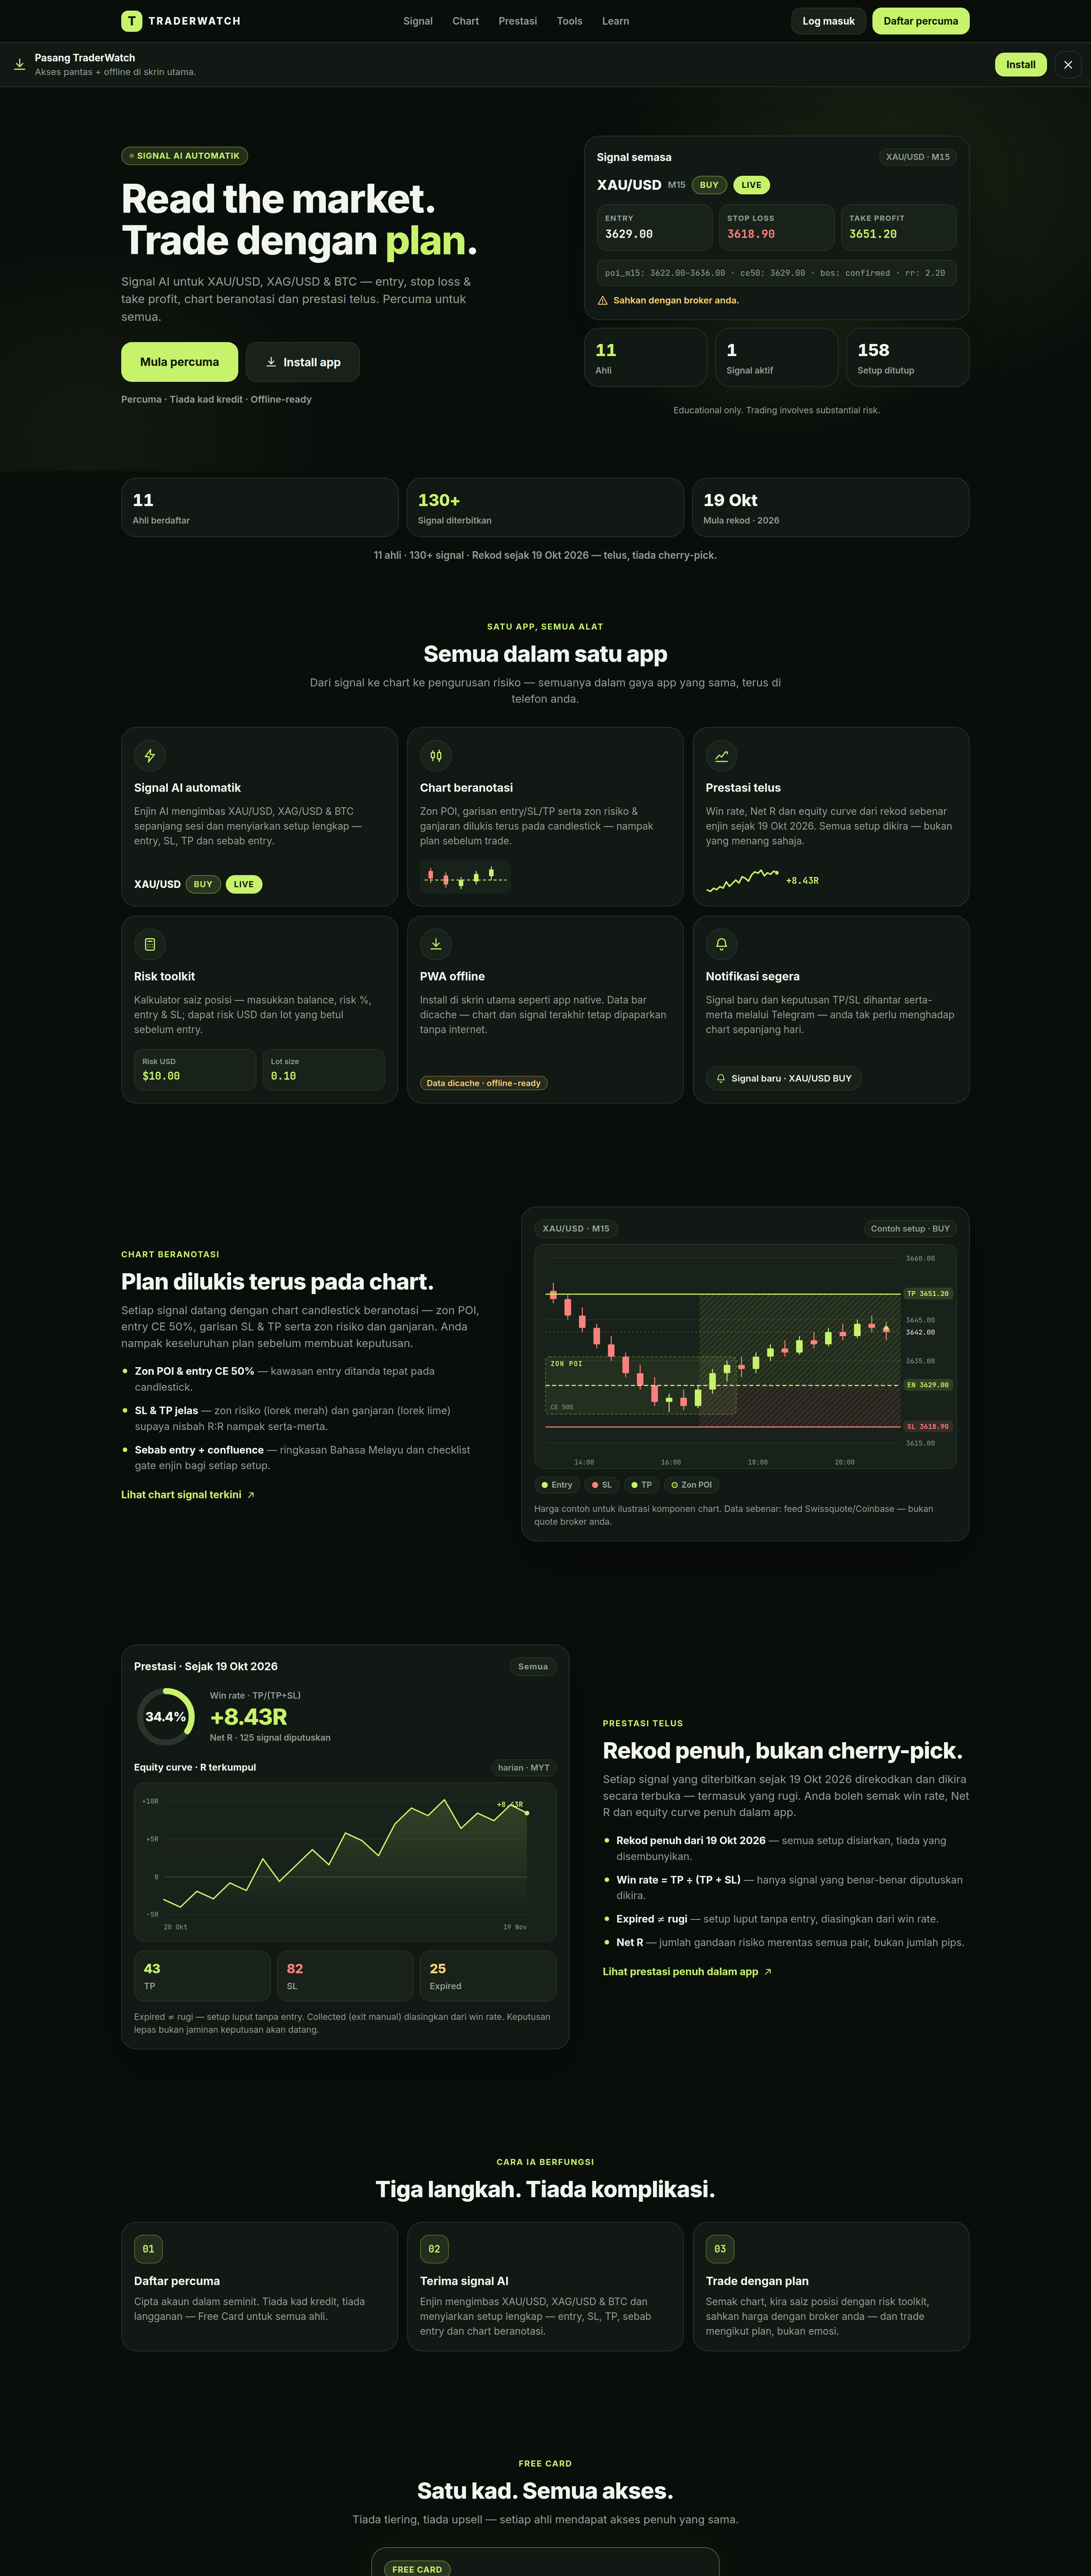 T TRADERWATCH
Signal Chart Prestasi Tools Learn
Log masuk
Daftar percuma
Pasang TraderWatch
Akses pantas + offline di skrin utama.
Install
SIGNAL AI AUTOMATIK
Read the market.
Trade dengan plan.
Signal AI untuk XAU/USD, XAG/USD & BTC — entry, stop loss &
take profit, chart beranotasi dan prestasi telus. Percuma untuk
semua.
Mula percuma
Install app
Percuma · Tiada kad kredit · Offline-ready
Signal semasa
XAU/USD · M15
XAU/USD M15 BUY LIVE
ENTRY
3629.00
STOP LOSS
3618.90
TAKE PROFIT
3651.20
poi_m15: 3622.00–3636.00 · ce50: 3629.00 · bos: confirmed · rr: 2.20
Sahkan dengan broker anda.
11
Ahli
1
Signal aktif
158
Setup ditutup
Educational only. Trading involves substantial risk.
11
Ahli berdaftar
130+
Signal diterbitkan
19 Okt
Mula rekod · 2026
11 ahli · 130+ signal · Rekod sejak 19 Okt 2026 — telus, tiada cherry-pick.
SATU APP, SEMUA ALAT
Semua dalam satu app
Dari signal ke chart ke pengurusan risiko — semuanya dalam gaya app yang sama, terus di
telefon anda.
Signal AI automatik
Enjin AI mengimbas XAU/USD, XAG/USD & BTC
sepanjang sesi dan menyiarkan setup lengkap —
entry, SL, TP dan sebab entry.
XAU/USD BUY LIVE
Chart beranotasi
Zon POI, garisan entry/SL/TP serta zon risiko &
ganjaran dilukis terus pada candlestick — nampak
plan sebelum trade.
Prestasi telus
Win rate, Net R dan equity curve dari rekod sebenar
enjin sejak 19 Okt 2026. Semua setup dikira — bukan
yang menang sahaja.
+8.43R
Risk toolkit
Kalkulator saiz posisi — masukkan balance, risk %,
entry & SL; dapat risk USD dan lot yang betul
sebelum entry.
Risk USD
$10.00
Lot size
0.10
PWA offline
Install di skrin utama seperti app native. Data bar
dicache — chart dan signal terakhir tetap dipaparkan
tanpa internet.
Data dicache · offline-ready
Notifikasi segera
Signal baru dan keputusan TP/SL dihantar serta-
merta melalui Telegram — anda tak perlu menghadap
chart sepanjang hari.
Signal baru · XAU/USD BUY
CHART BERANOTASI
Plan dilukis terus pada chart.
Setiap signal datang dengan chart candlestick beranotasi — zon POI,
entry CE 50%, garisan SL & TP serta zon risiko dan ganjaran. Anda
nampak keseluruhan plan sebelum membuat keputusan.
Zon POI & entry CE 50% — kawasan entry ditanda tepat pada
candlestick.
SL & TP jelas — zon risiko (lorek merah) dan ganjaran (lorek lime)
supaya nisbah R:R nampak serta-merta.
Sebab entry + confluence — ringkasan Bahasa Melayu dan checklist
gate enjin bagi setiap setup.
Lihat chart signal terkini ↗
XAU/USD · M15
Contoh setup · BUY
3660.00
TP 3651.20
3645.00
3642.00
3635.00
EN 3629.00
SL 3618.90
3615.00
ZON POI
CE 50%
14:00 16:00 18:00 20:00
Entry SL TP Zon POI
Harga contoh untuk ilustrasi komponen chart. Data sebenar: feed Swissquote/Coinbase — bukan
quote broker anda.
Prestasi · Sejak 19 Okt 2026
Semua
34.4%
Win rate · TP/(TP+SL)
+8.43R
Net R · 125 signal diputuskan
Equity curve · R terkumpul
harian · MYT
+10R
+5R
0
-5R
+8.43R
20 Okt
19 Nov
43
TP
82
SL
25
Expired
Expired ≠ rugi — setup luput tanpa entry. Collected (exit manual) diasingkan dari win rate. Keputusan
lepas bukan jaminan keputusan akan datang.
PRESTASI TELUS
Rekod penuh, bukan cherry-pick.
Setiap signal yang diterbitkan sejak 19 Okt 2026 direkodkan dan dikira
secara terbuka — termasuk yang rugi. Anda boleh semak win rate, Net
R dan equity curve penuh dalam app.
Rekod penuh dari 19 Okt 2026 — semua setup disiarkan, tiada yang
disembunyikan.
Win rate = TP ÷ (TP + SL) — hanya signal yang benar-benar diputuskan
dikira.
Expired ≠ rugi — setup luput tanpa entry, diasingkan dari win rate.
Net R — jumlah gandaan risiko merentas semua pair, bukan jumlah pips.
Lihat prestasi penuh dalam app ↗
CARA IA BERFUNGSI
Tiga langkah. Tiada komplikasi.
01
Daftar percuma
Cipta akaun dalam seminit. Tiada kad kredit, tiada
langganan — Free Card untuk semua ahli.
02
Terima signal AI
Enjin mengimbas XAU/USD, XAG/USD & BTC dan
menyiarkan setup lengkap — entry, SL, TP, sebab
entry dan chart beranotasi.
03
Trade dengan plan
Semak chart, kira saiz posisi dengan risk toolkit,
sahkan harga dengan broker anda — dan trade
mengikut plan, bukan emosi.
FREE CARD
Satu kad. Semua akses.
Tiada tiering, tiada upsell — setiap ahli mendapat akses penuh yang sama.
FREE CARD